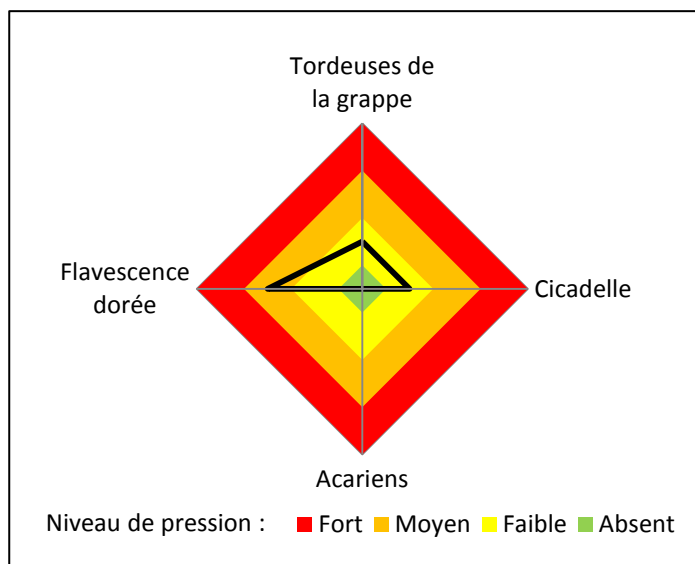 Tordeuses de
la grappe
Flavescence
dorée
Cicadelle
Acariens
Niveau de pression : Fort Moyen Faible Absent